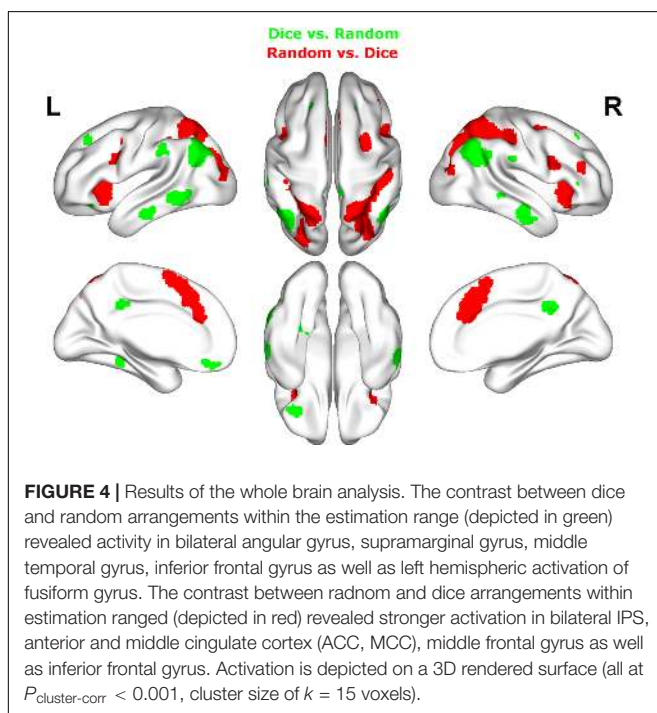 Dice vs. Random
Random vs. Dice
L
R
FIGURE 4 | Results of the whole brain analysis. The contrast between dice
and random arrangements within the estimation range (depicted in green)
revealed activity in bilateral angular gyrus, supramarginal gyrus, middle
temporal gyrus, inferior frontal gyrus as well as left hemispheric activation of
fusiform gyrus. The contrast between radnom and dice arrangements within
estimation ranged (depicted in red) revealed stronger activation in bilateral IPS,
anterior and middle cingulate cortex (ACC, MCC), middle frontal gyrus as well
as inferior frontal gyrus. Activation is depicted on a 3D rendered surface (all at
P cluster-corr < 0.001, cluster size of k = 15 voxels).